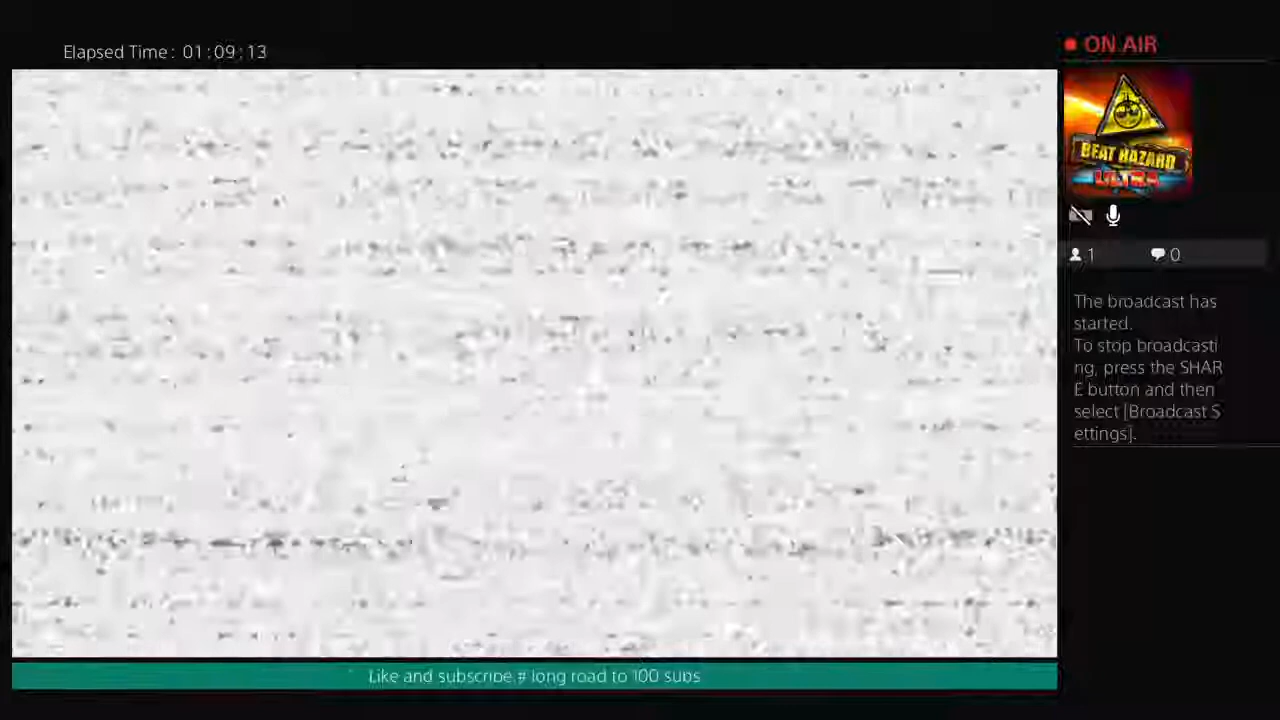 Elapsed Time: 01:09:13
ON AIR
BEAT HAZARD
ULTRA
1 0
The broadcast has
started.
To stop broadcasti
ng, press the SHAR
E button and then
select [Broadcast S
ettings].
Like and subscribe # long road to 100 subs